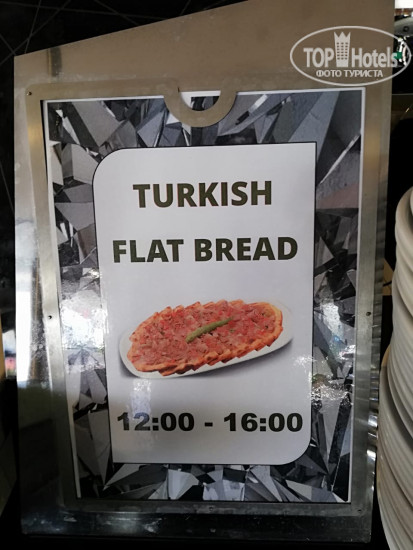 TOP Hotels
ФОТО ТУРИСТА
TURKISH
FLAT BREAD
12:00 - 16:00